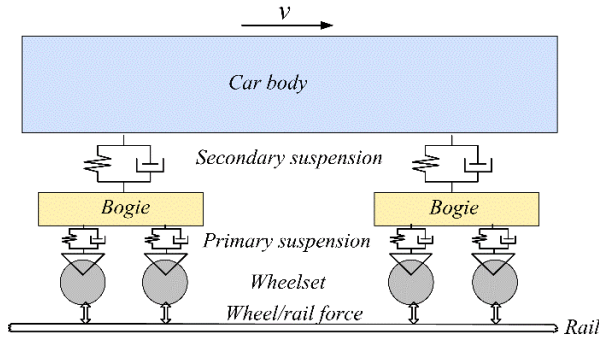 v
Car body
Secondary suspension
Bogie
Bogie
Primary suspension
Wheelset
Wheel/rail force
Rail